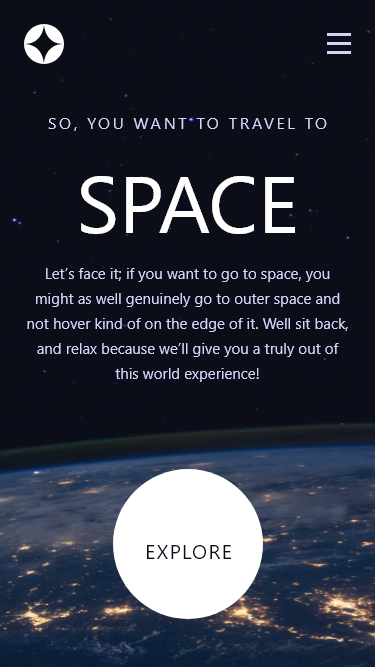 SO, YOU WANT TO TRAVEL TO
SPACE
Let’s face it; if you want to go to space, you
might as well genuinely go to outer space and
not hover kind of on the edge of it. Well sit back,
and relax because we’ll give you a truly out of
this world experience!
EXPLORE